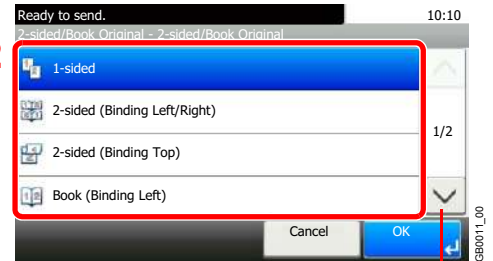 Ready to send.
10:10
2-sided/Book Original - 2-sided/Book Original
1-sided
2-sided (Binding Left/Right)
1/2
2-sided (Binding Top)
Book (Binding Left)
Cancel
OK
GB0011_00